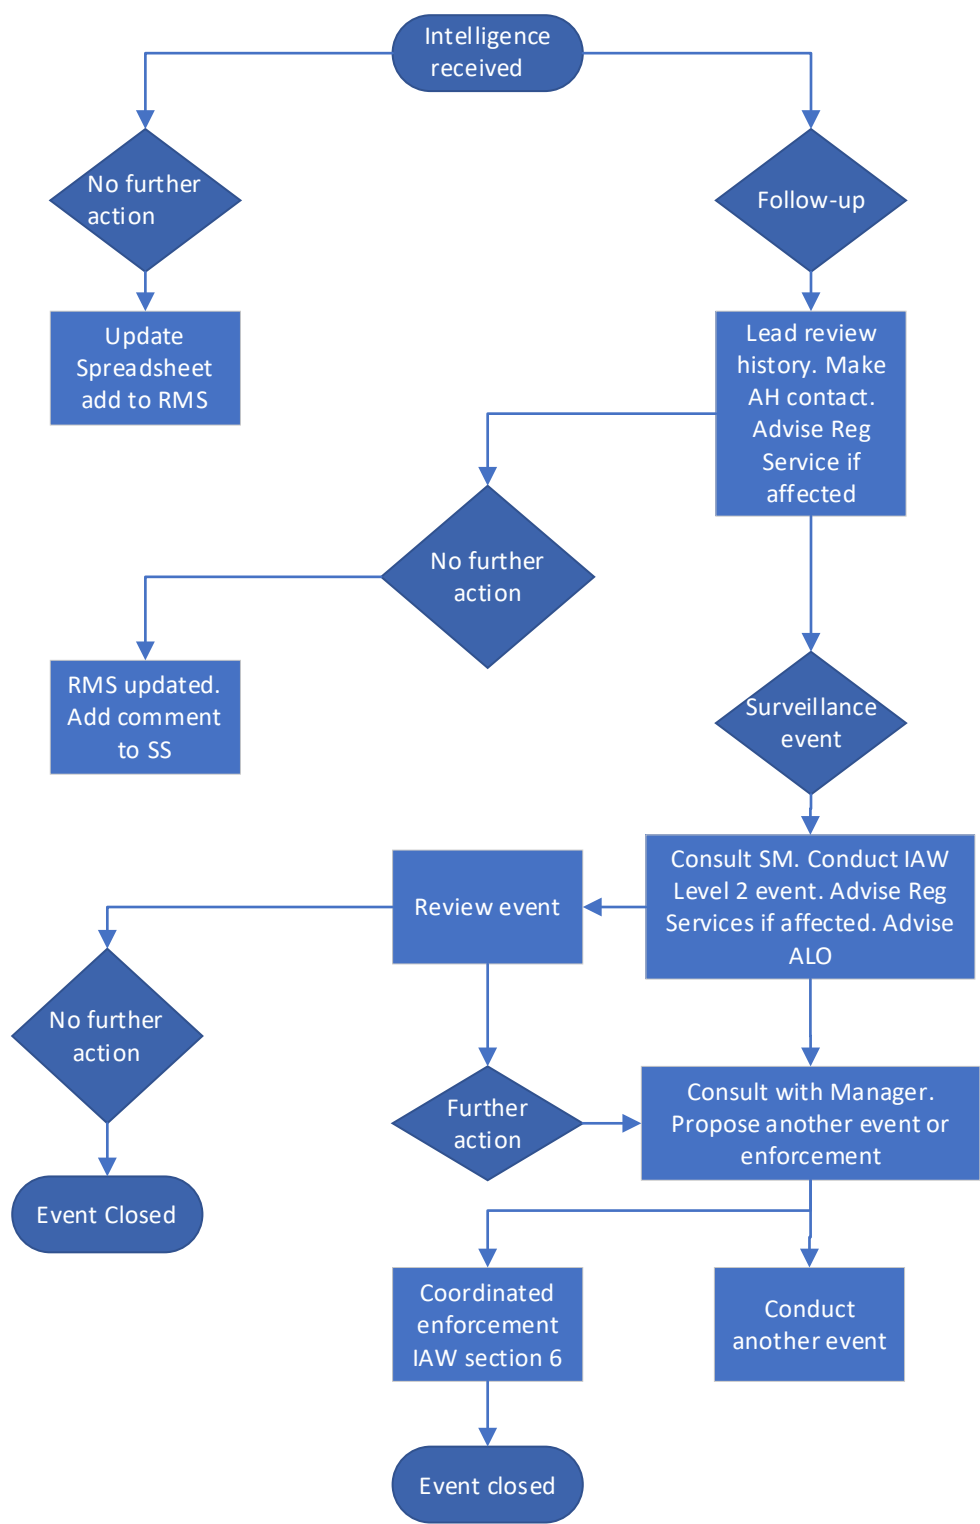 Intelligence
received
No further
action
Follow-up
Update
Spreadsheet
add to RMS
Lead review
history. Make
AH contact.
Advise Reg
Service if
affected
No further
action
RMS updated.
Add comment
to SS
Surveillance
event
Consult SM. Conduct IAW
Level 2 event. Advise Reg
Services if affected. Advise
ALO
Review event
No further
action
Further
action
Consult with Manager.
Propose another event or
enforcement
Event Closed
Coordinated
enforcement
IAW section 6
Conduct
another event
Event closed